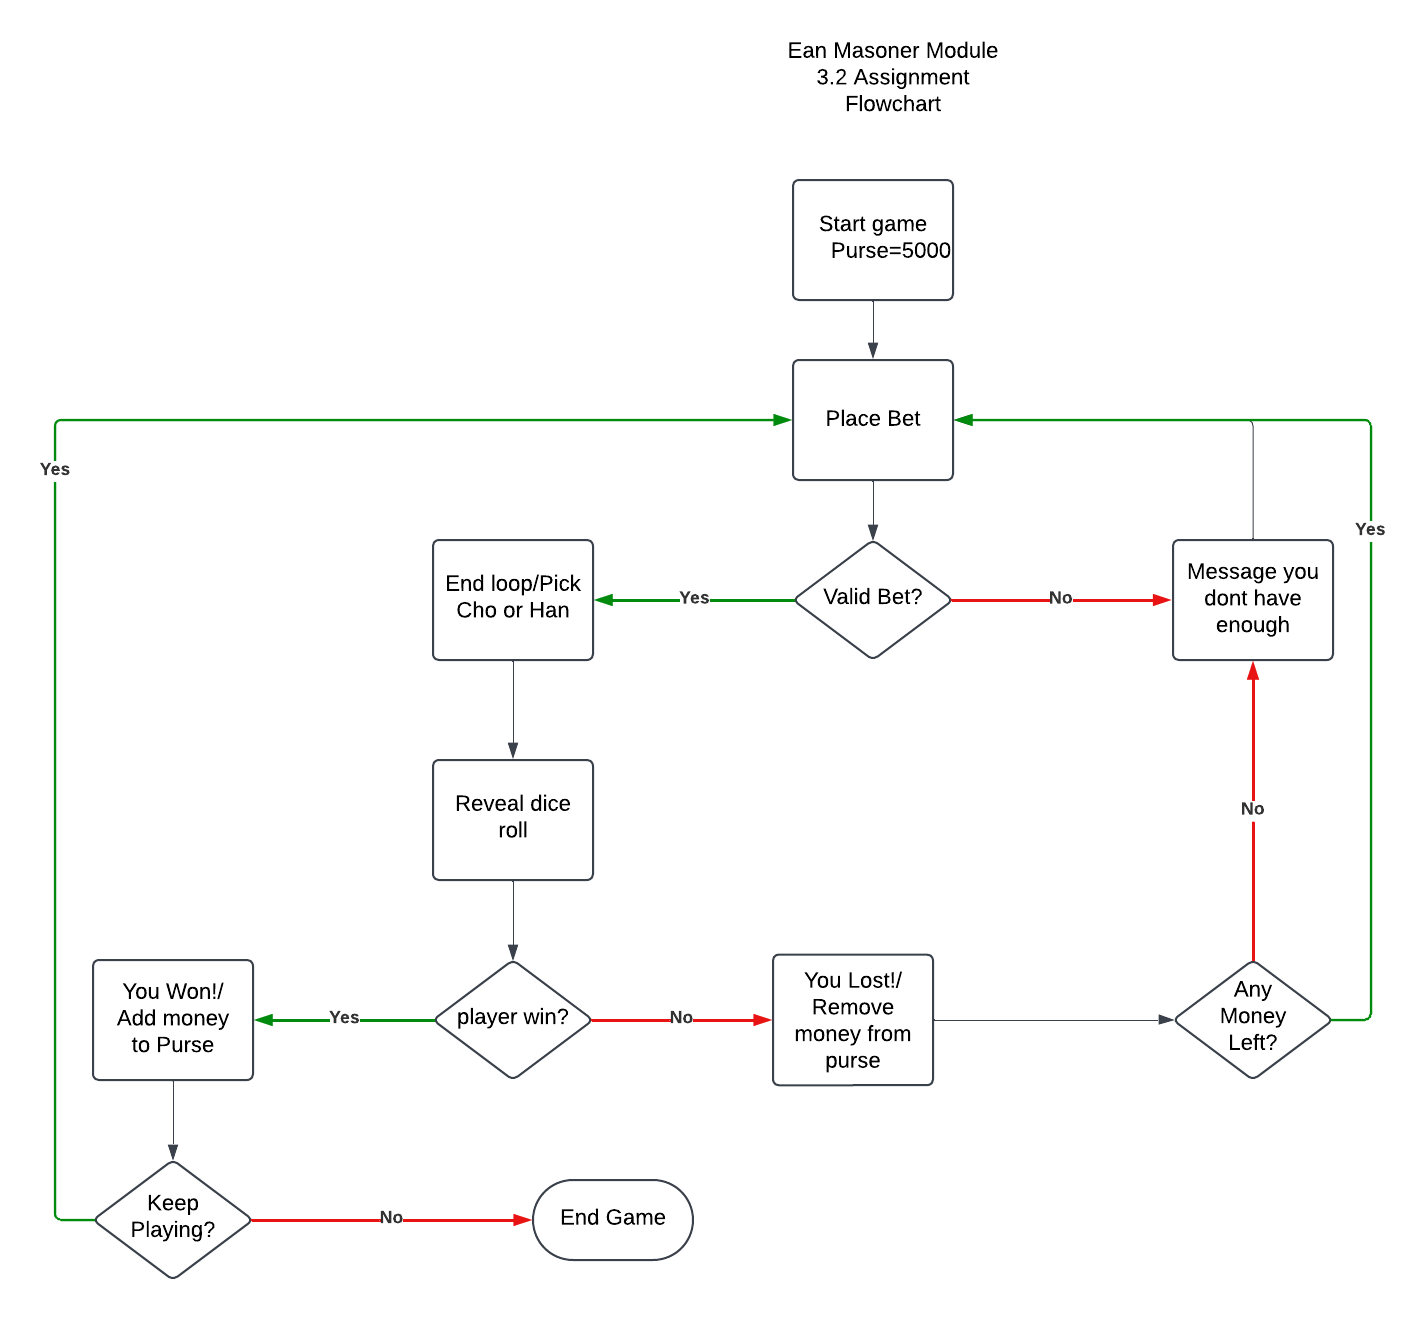 Ean Masoner Module
3.2 Assignment
Flowchart
Start game
Purse=5000
Place Bet
Yes
Yes
End loop/Pick
Cho or Han
Yes
Valid Bet?
No
Message you
dont have
enough
Reveal dice
roll
No
You Won!/
Add money
to Purse
Yes
player win?
No
You Lost!/
Remove
money from
purse
Any
Money
Left?
Keep
Playing?
No
End Game